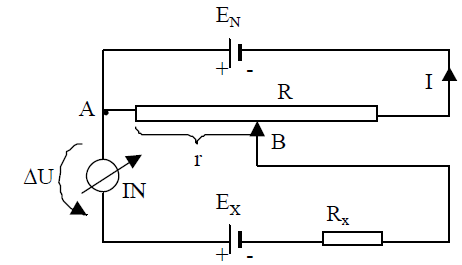 E_N
+ -
R
I
A
B
r
ΔU
IN
E_X
R_x
+ -